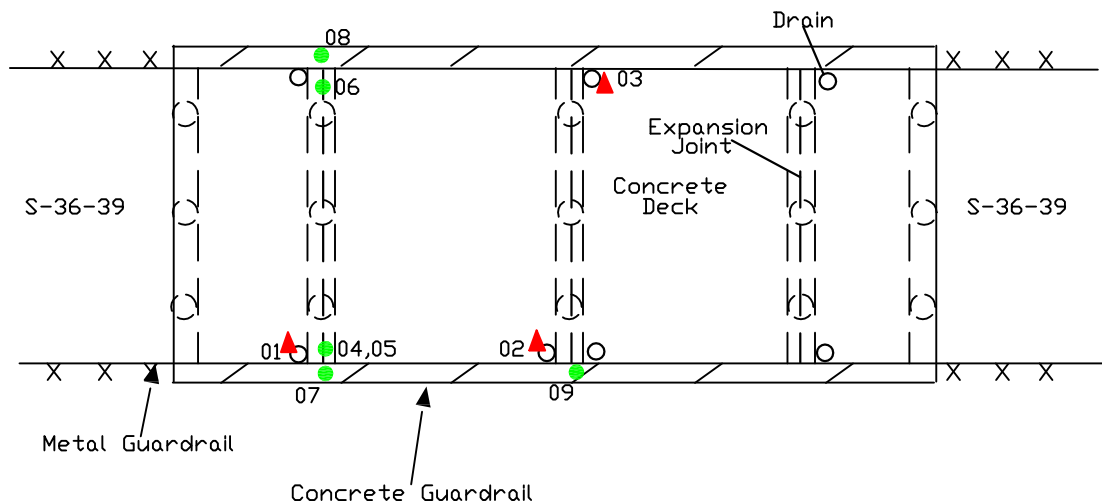 Drain
08
03
06
Expansion
Joint
Concrete
Deck
S-36-39
S-36-39
01
04,05
02
07
09
Metal Guardrail
Concrete Guardrail